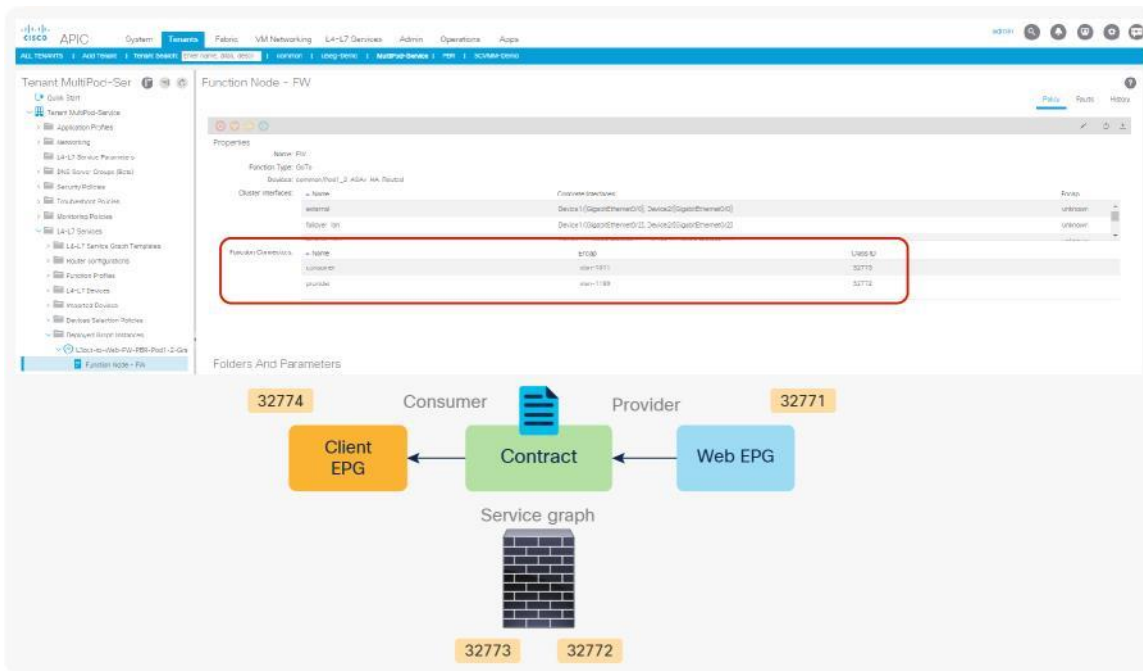 CISCO APIC System Tenants Fabric VM Networking L4-L7 Services Admin Operations Apps admin
ALL TENANTS | Add Tenant | Tenant Search: | common | | MultiPod-Service | PBR |
Tenant MultiPod-Ser
Function Node - FW
Quick Start
Policy Faults History
Tenant MultiPod-Service
Application Profiles
Networking
L4-L7 Service Parameters
Security Policies
Troubleshoot Policies
Monitoring Policies
L4-L7 Services
L4-L7 Service Graph Templates
Router configurations
Function Profiles
L4-L7 Devices
Imported Devices
Devices Selection Policies
Deployed Graph Instances
Function Node - FW
Properties
Name: FW
Function Type: GoTo
Cluster Interfaces: Name Concrete Interfaces Encap
external unknown
unknown
Function Connectors: Name Encap Class ID
consumer 32773
provider 32772
Folders And Parameters
32774 Consumer Provider 32771
Client
EPG
Contract
Web EPG
Service graph
32773 32772